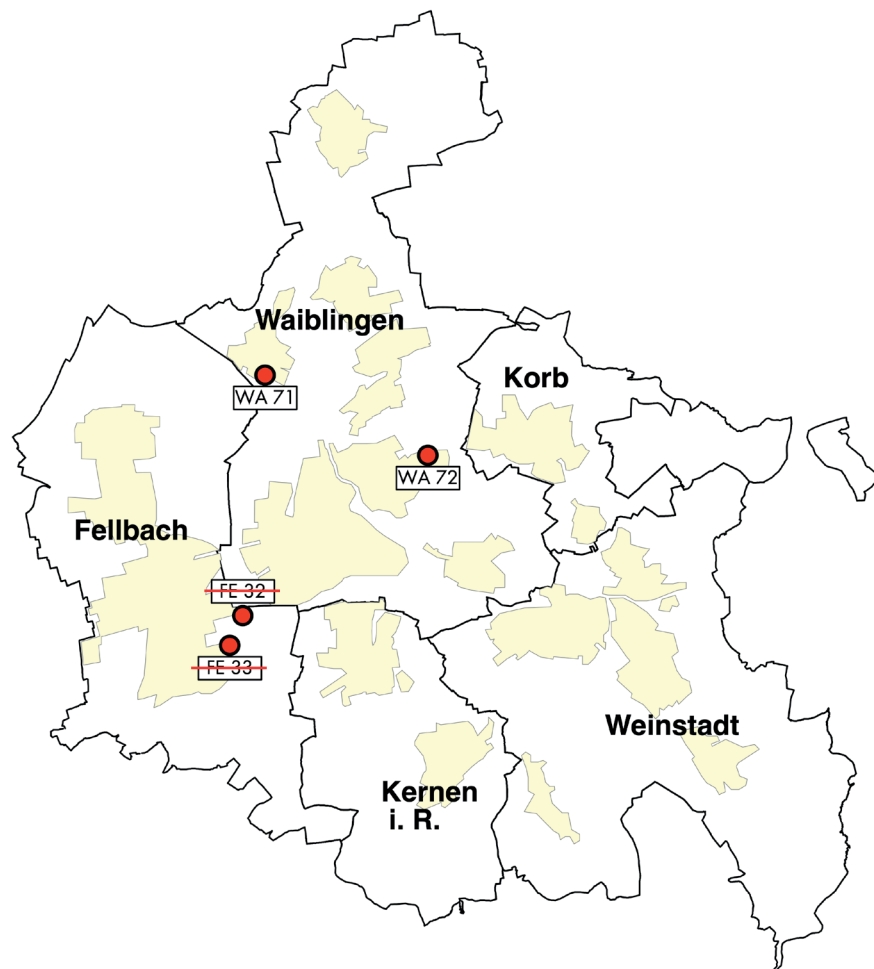 Waiblingen
WA 71
Korb
WA 72
Fellbach
FE 32
FE 33
Weinstadt
Kernen
i. R.